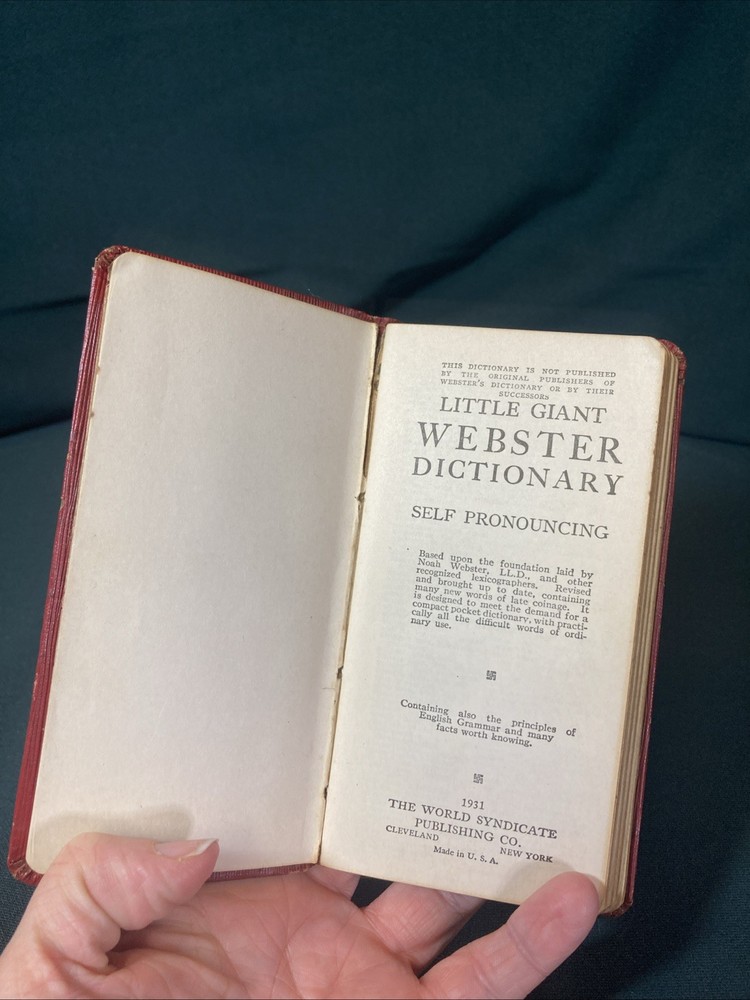 THIS DICTIONARY IS NOT PUBLISHED
BY THE ORIGINAL PUBLISHERS OF
WEBSTER'S DICTIONARY OR BY THEIR
SUCCESSORS
LITTLE GIANT
WEBSTER
DICTIONARY
SELF PRONOUNCING
Based upon the foundation laid by
Noah Webster, LL.D., and other
recognized lexicographers. Revised
and brought up to date, containing
many new words of late coinage. It
is designed to meet the demand for a
compact pocket dictionary, with practi-
cally all the difficult words of ordi-
nary use.
Containing also the principles of
English Grammar and many
facts worth knowing.
1931
THE WORLD SYNDICATE
PUBLISHING CO.
CLEVELAND NEW YORK
Made in U. S. A.